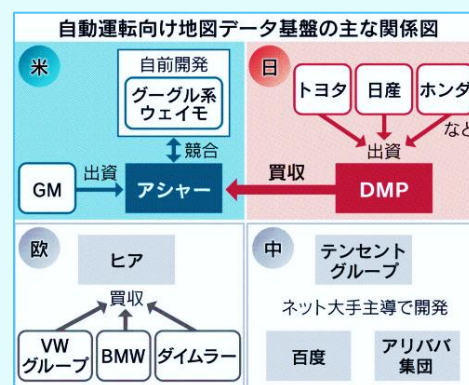 自動運転向け地図データ基盤の主な関係図
米
自前開発
グーグル系
ウェイモ
競合
GM
出資
アシャー
日
トヨタ
日産
ホンダ
など
出資
買収
DMP
欧
ヒア
買収
VW
グループ
BMW
ダイムラー
中
テンセント
グループ
ネット大手主導で開発
百度
アリババ
集団